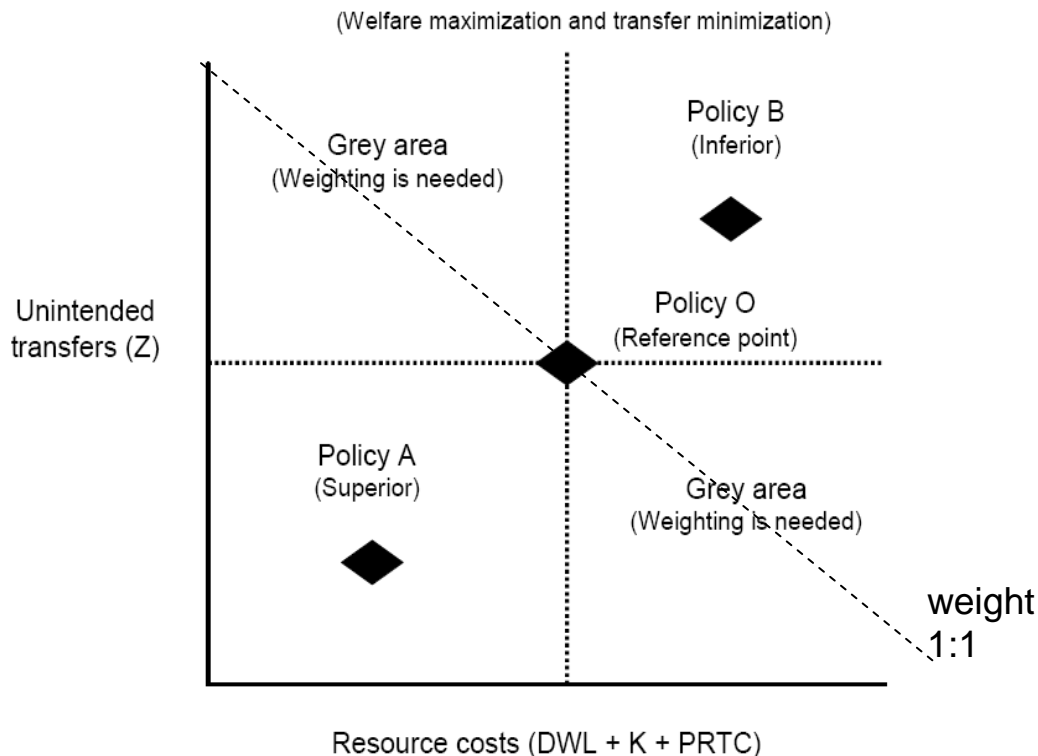 (Welfare maximization and transfer minimization)
Policy B
(Inferior)
Grey area
(Weighting is needed)
Unintended
transfers (Z)
Policy O
(Reference point)
Policy A
(Superior)
Grey area
(Weighting is needed)
weight
1:1
Resource costs (DWL + K + PRTC)